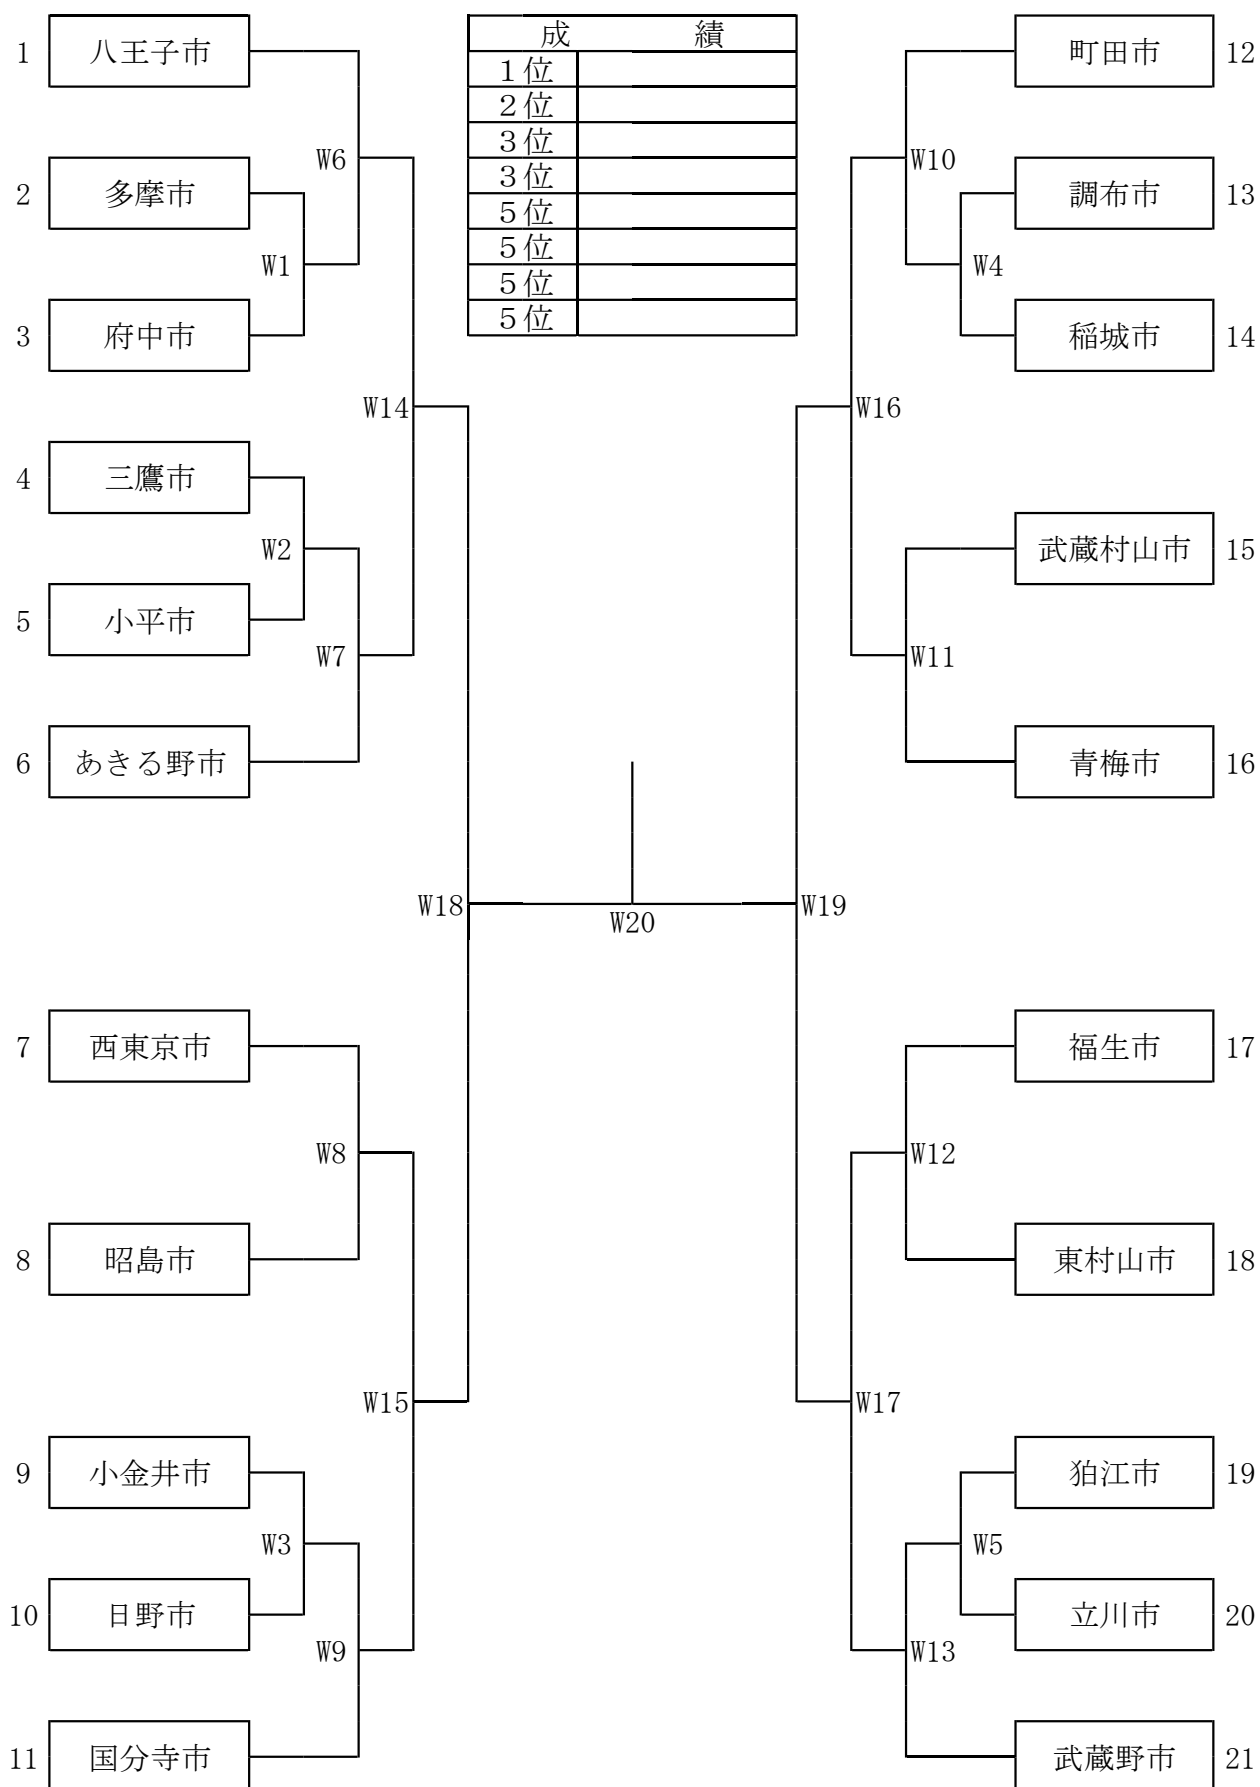 1 八王子市
2 多摩市
3 府中市
4 三鷹市
5 小平市
6 あきる野市
7 西東京市
8 昭島市
9 小金井市
10 日野市
11 国分寺市
W1
W2
W3
W6
W7
W8
W9
W14
W15
W18
成 績
1位
2位
3位
3位
5位
5位
5位
5位
W20
W19
W16
W17
W10
W11
W12
W13
W4
W5
町田市 12
調布市 13
稲城市 14
武蔵村山市 15
青梅市 16
福生市 17
東村山市 18
狛江市 19
立川市 20
武蔵野市 21